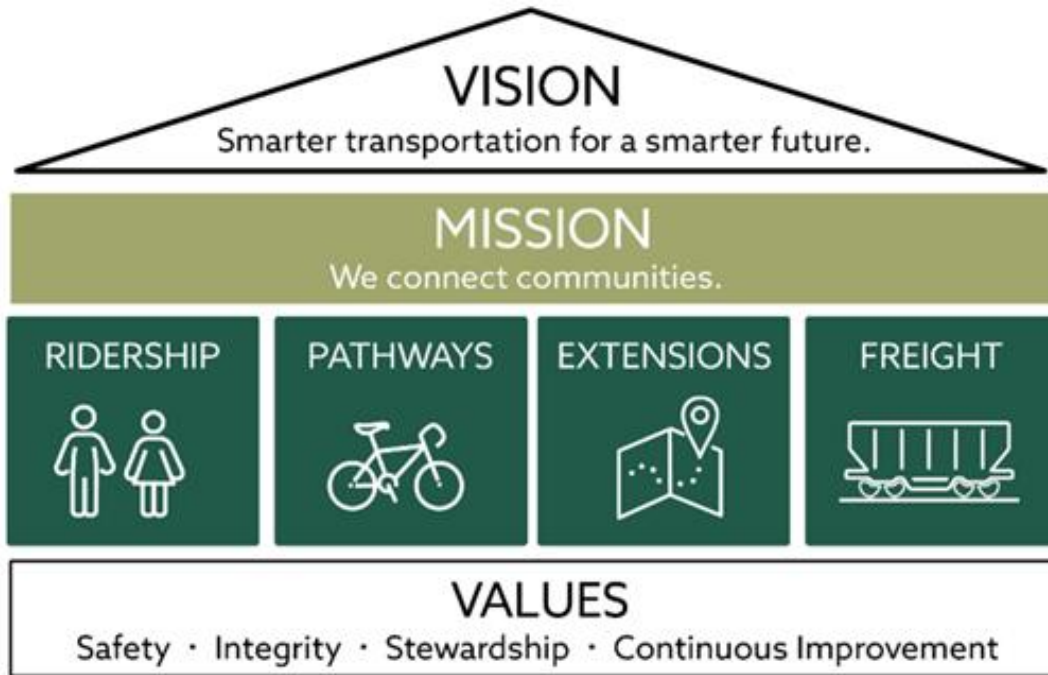 VISION
Smarter transportation for a smarter future.
MISSION
We connect communities.
RIDERSHIP
PATHWAYS
EXTENSIONS
FREIGHT
VALUES
Safety · Integrity · Stewardship · Continuous Improvement